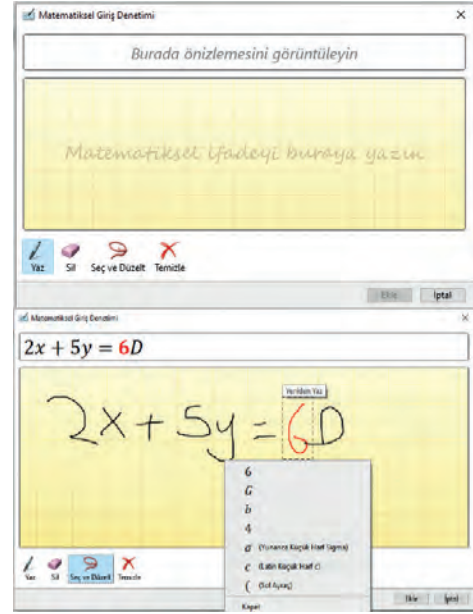 Matematiksel Giriş Denetimi
Burada önizlemesini görüntüleyin
Matematiksel ifadeyi buraya yazın
Yaz Sil Seç ve Düzelt Temizle
Ekle İptal
Matematiksel Giriş Denetimi
2x + 5y = 6D
Yeniden Yaz
2x + 5y = 6D
6
G
b
4
σ (Yunanca Küçük Harf Sigma)
c (Latin Küçük Harf c)
( (Sol Ayraç)
Kapat
Yaz Sil Seç ve Düzelt Temizle
Ekle İptal